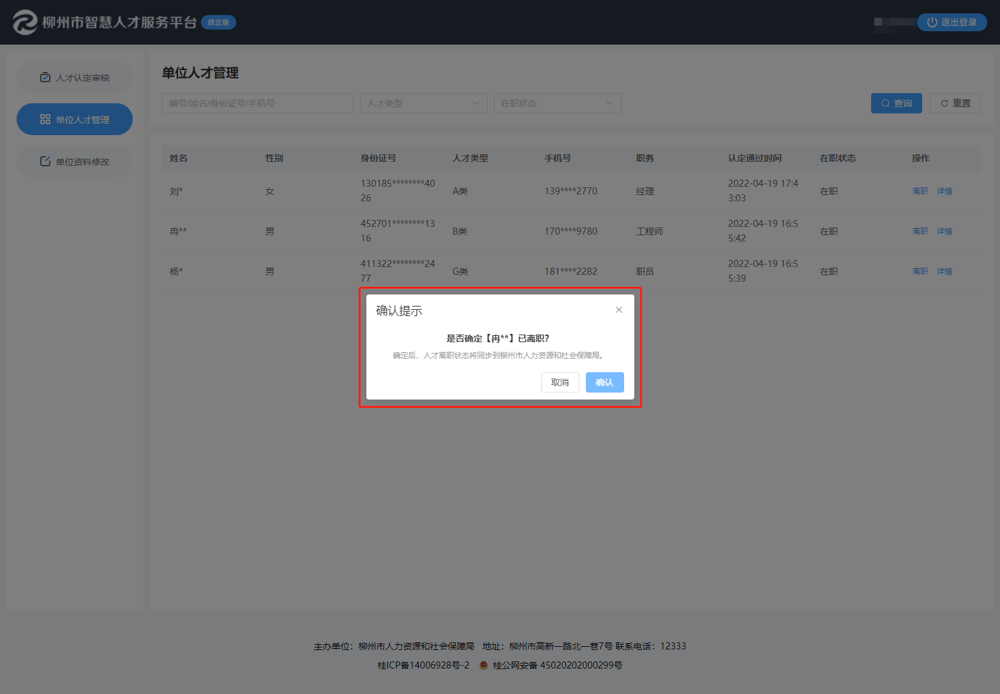 柳州市智慧人才服务平台 政企版
退出登录
人才认定审核
单位人才管理
单位资料修改
单位人才管理
编号/姓名/身份证号/手机号 人才类型 在职状态 查询 重置
姓名 性别 身份证号 人才类型 手机号 职务 认定通过时间 在职状态 操作
刘* 女 130185********4026 A类 139****2770 经理 2022-04-19 17:43:03 在职 离职 详情
冉** 男 452701********1316 B类 170****9780 工程师 2022-04-19 16:55:42 在职 离职 详情
杨* 男 411322********2477 G类 181****2282 职员 2022-04-19 16:55:39 在职 离职 详情
确认提示
是否确定【冉**】已离职?
确定后，人才离职状态将同步到柳州市人力资源和社会保障局。
取消 确认
主办单位：柳州市人力资源和社会保障局 地址：柳州市高新一路北一巷7号 联系电话：12333
桂ICP备14006928号-2 桂公网安备 45020202000299号